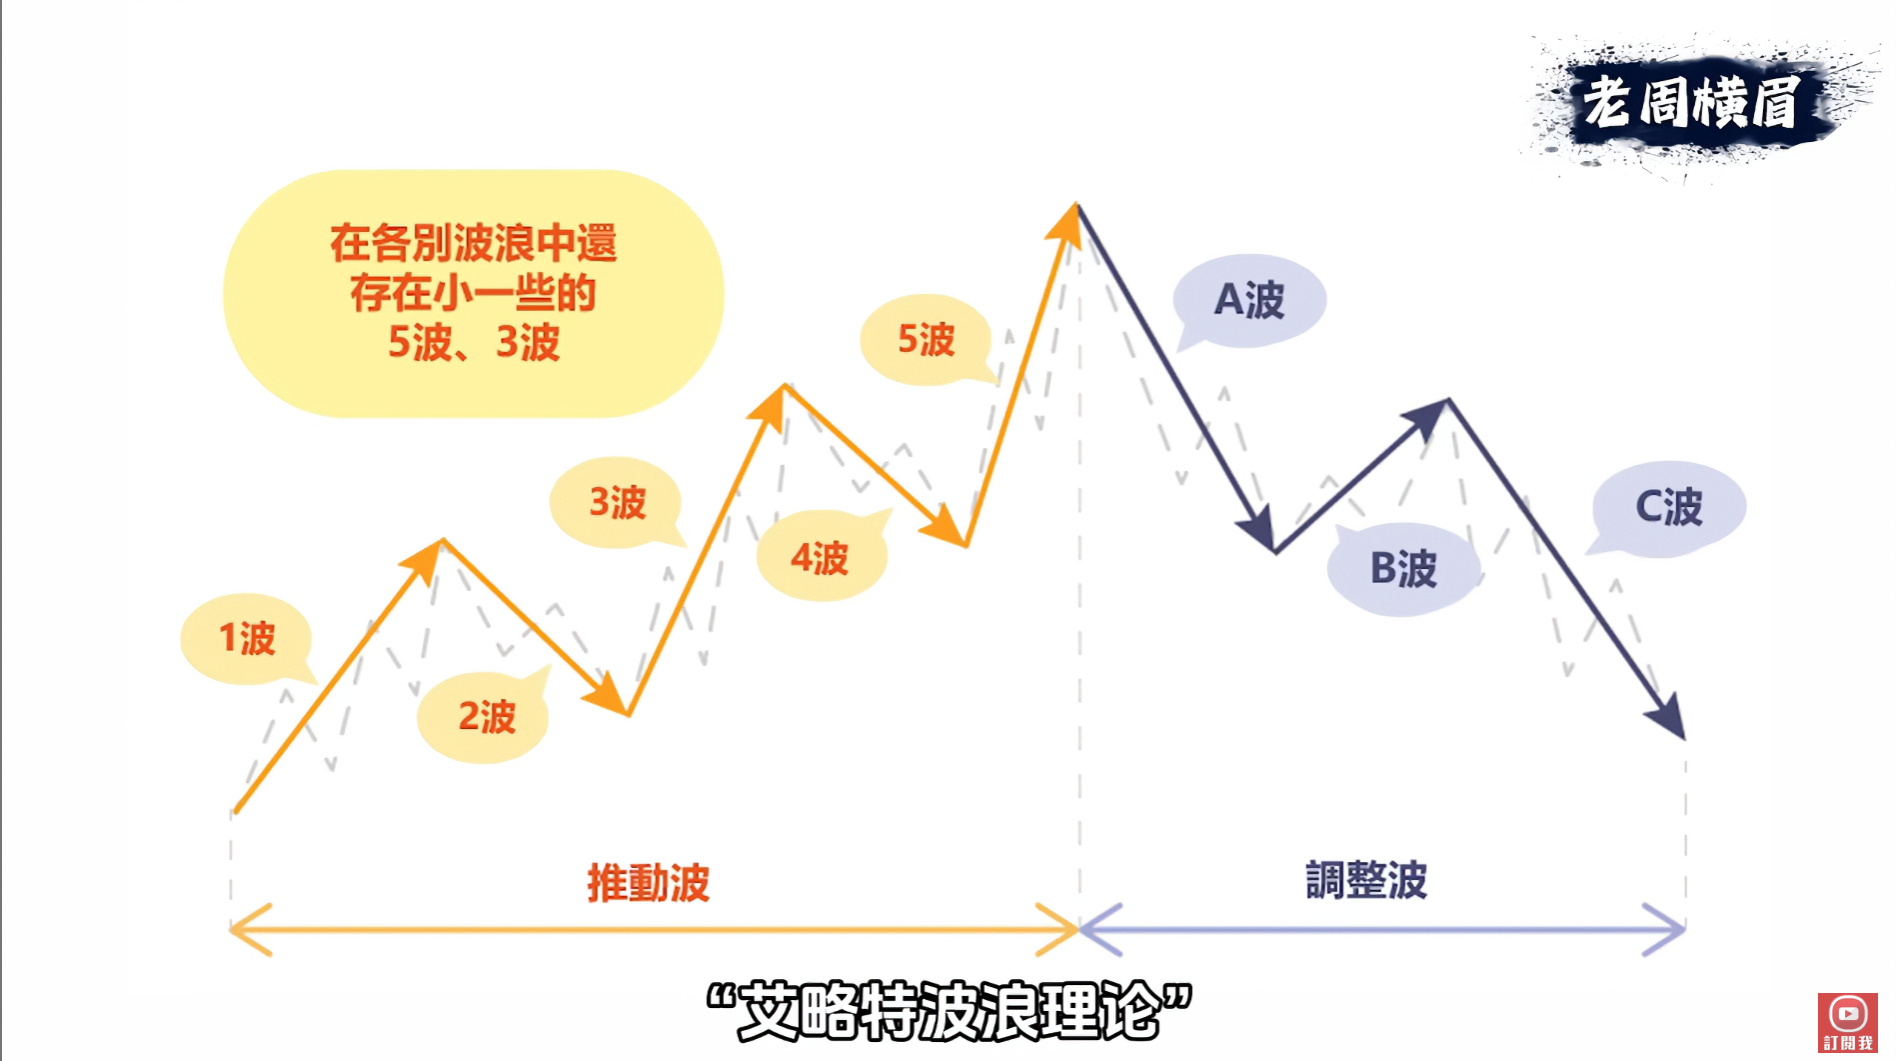 老周橫眉
在各別波浪中還
存在小一些的
5波、3波
1波
2波
3波
4波
5波
A波
B波
C波
推動波
調整波
“艾略特波浪理论”
訂閱我